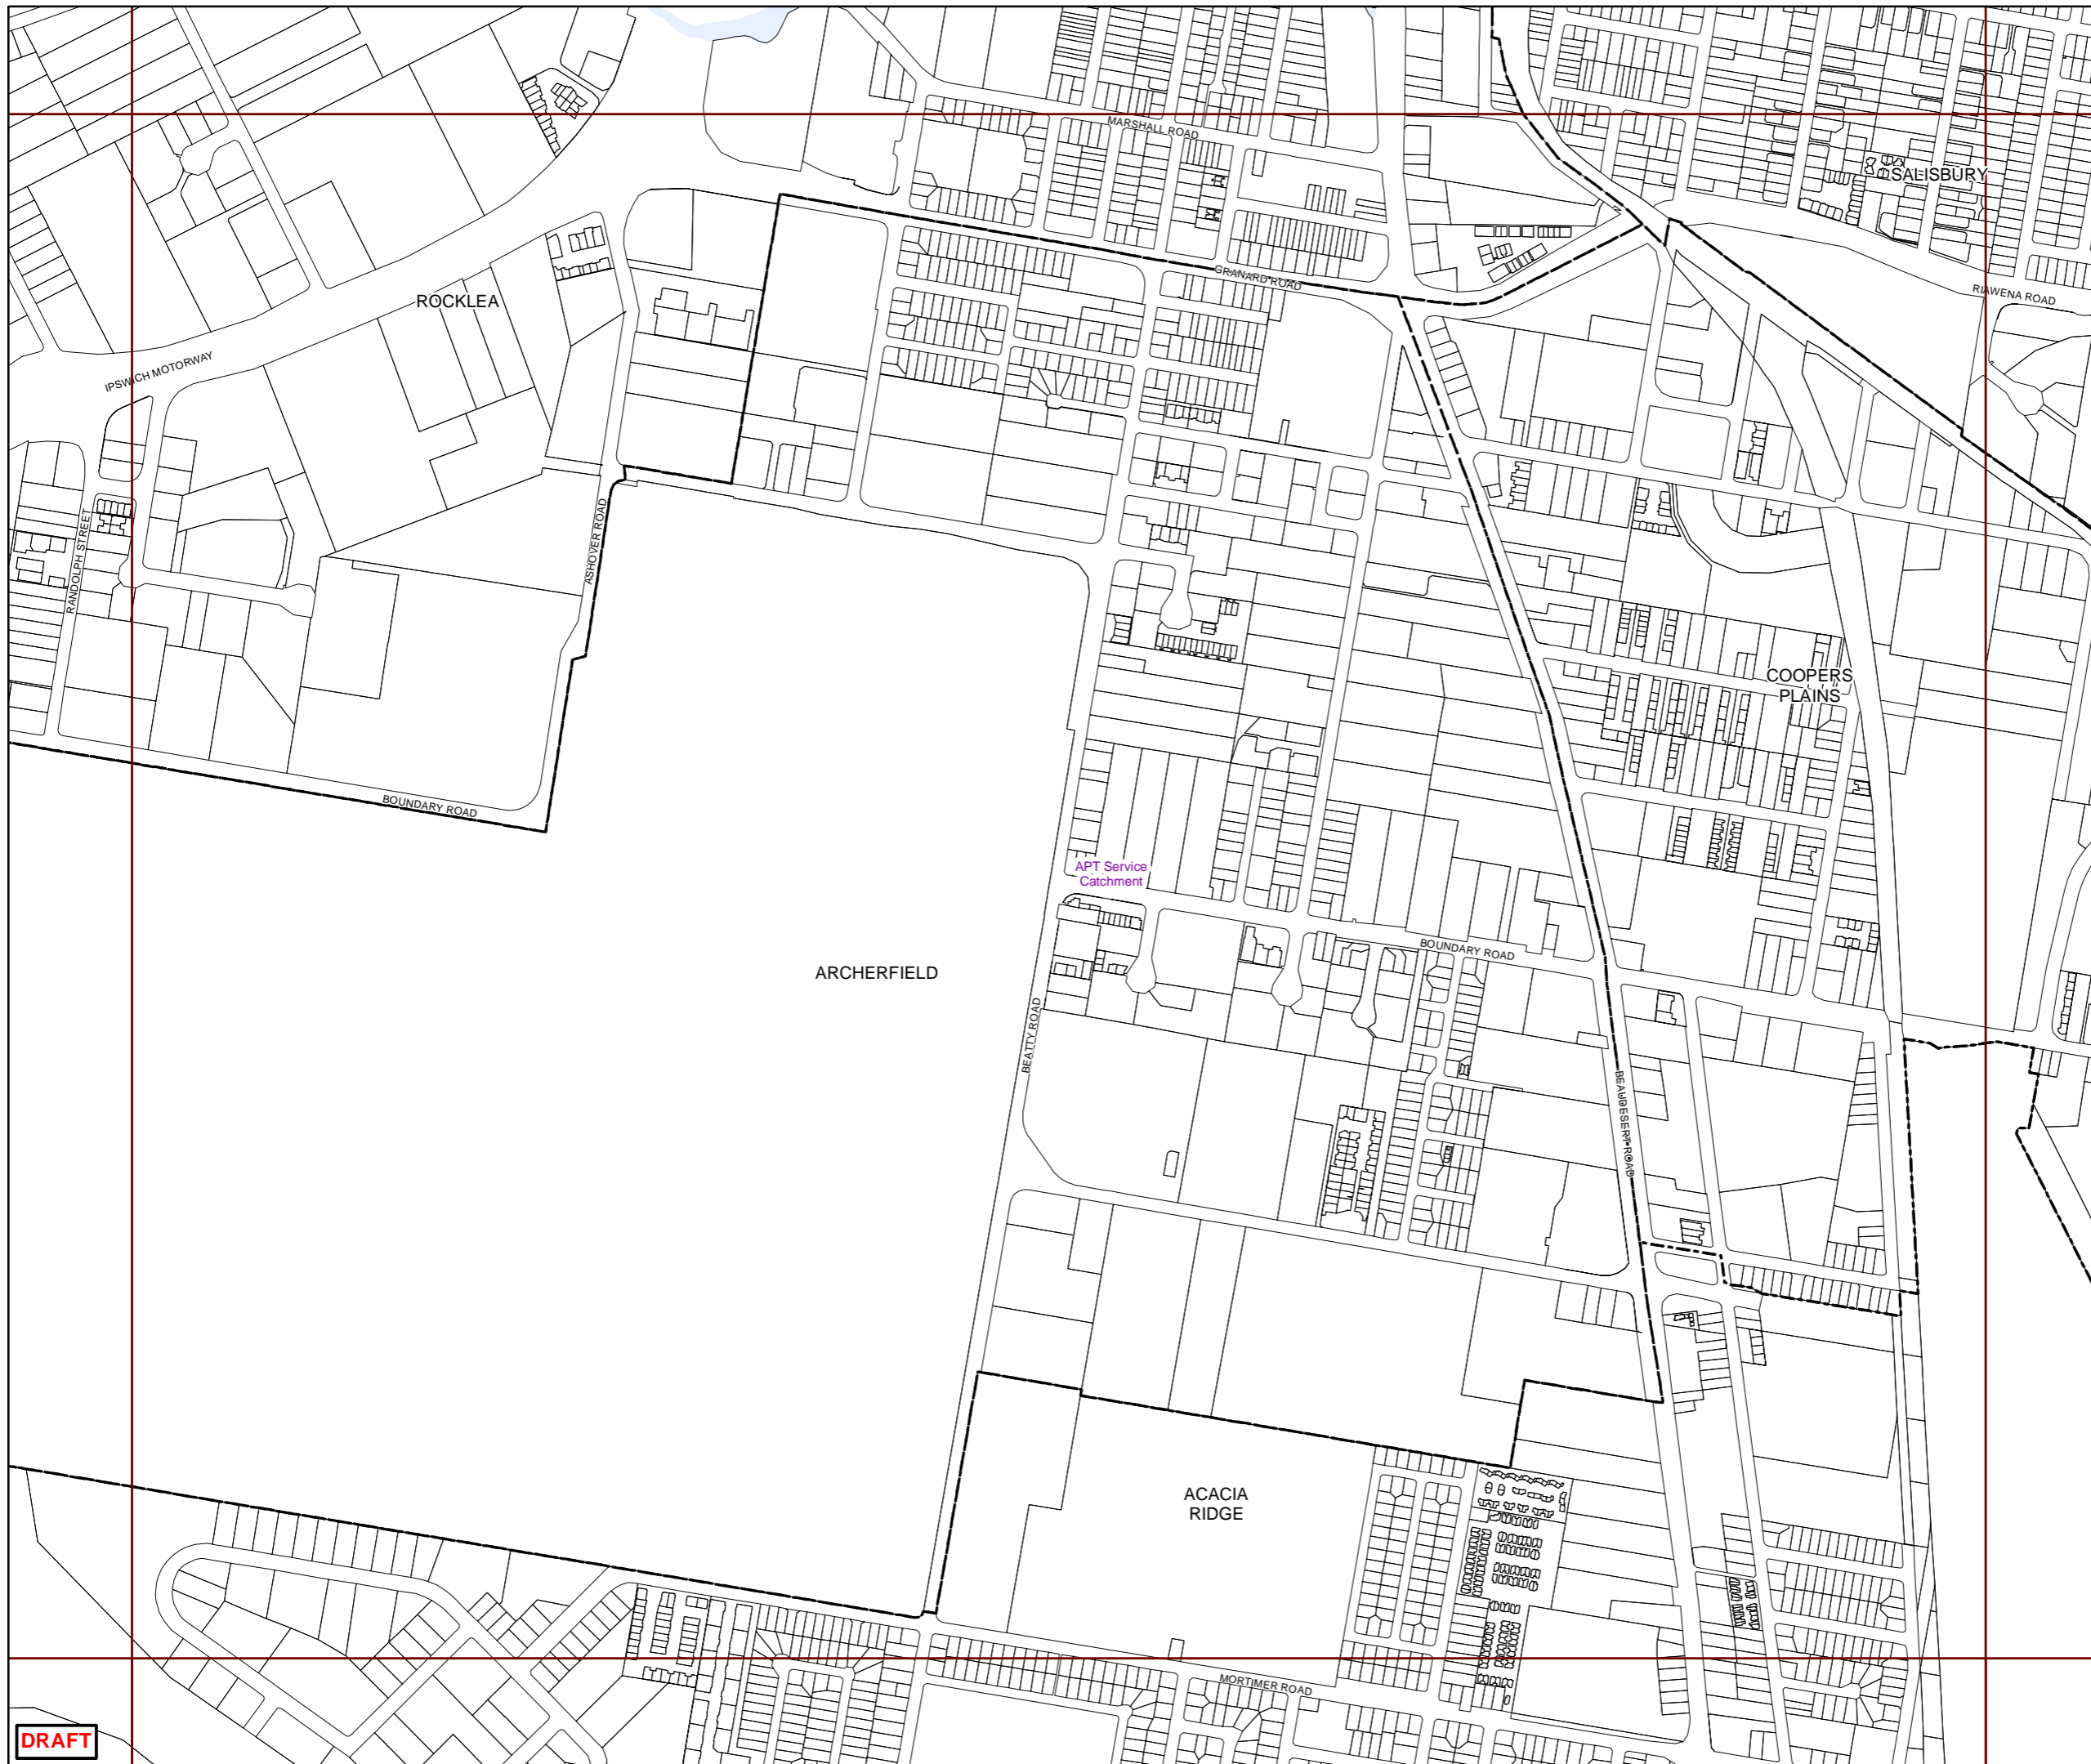 MARSHALL ROAD
SALISBURY
GRANARD ROAD
RIAWENA ROAD
ROCKLEA
IPSWICH MOTORWAY
RANDOLPH STREET
ASHOVER ROAD
COOPERS
PLAINS
BOUNDARY ROAD
APT Service
Catchment
BOUNDARY ROAD
ARCHERFIELD
BEATTY ROAD
BEAUDESERT ROAD
ACACIA
RIDGE
MORTIMER ROAD
DRAFT